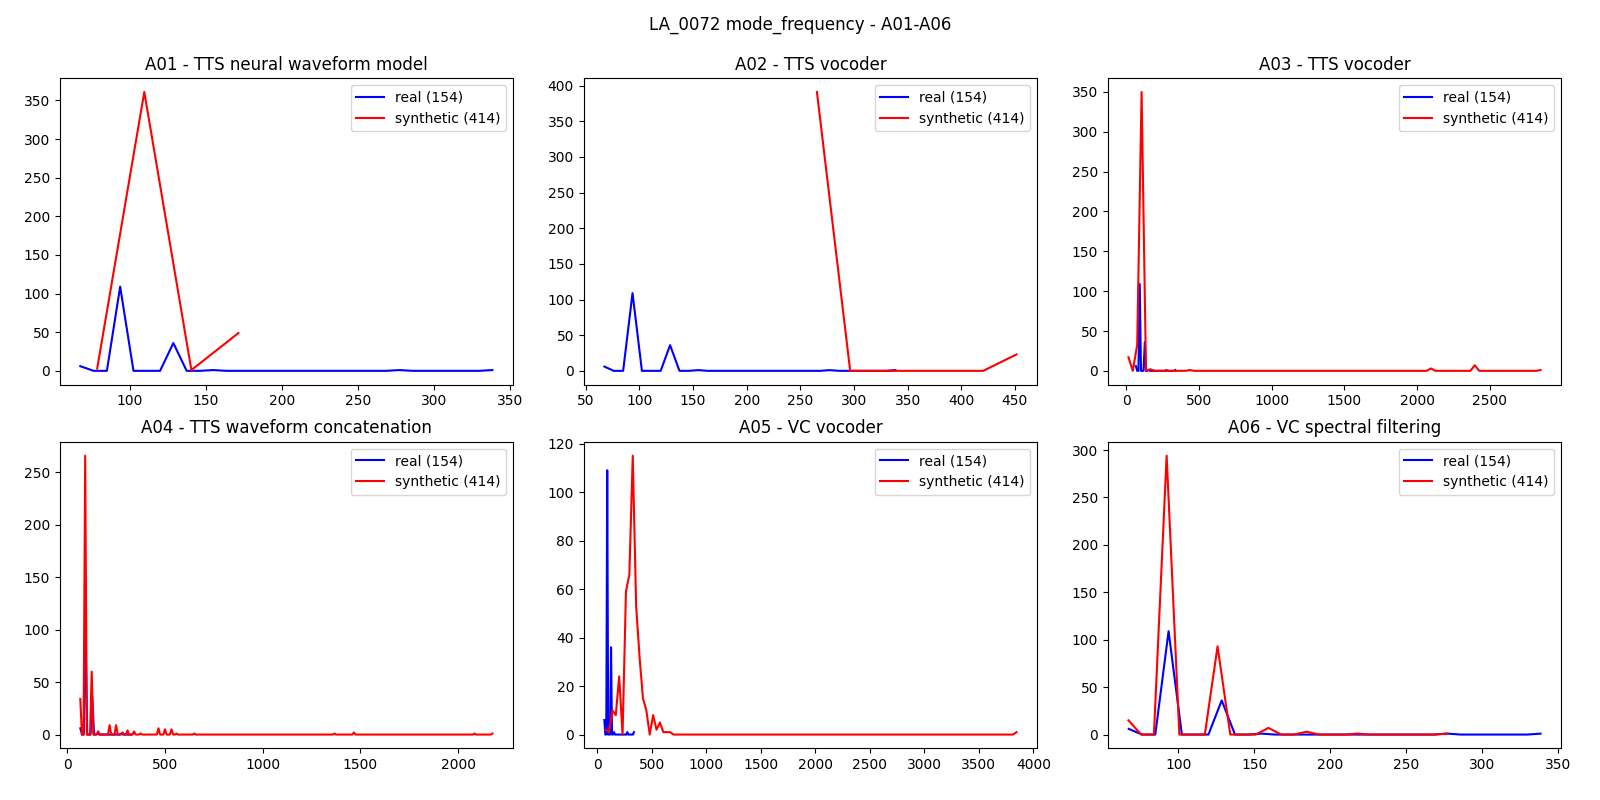 LA_0072 mode_frequency - A01-A06
A01 - TTS neural waveform model
350
300
250
200
150
100
50
0
100 150 200 250 300 350
real (154)
synthetic (414)
A02 - TTS vocoder
400
350
300
250
200
150
100
50
0
50 100 150 200 250 300 350 400 450
real (154)
synthetic (414)
A03 - TTS vocoder
350
300
250
200
150
100
50
0
0 500 1000 1500 2000 2500
real (154)
synthetic (414)
A04 - TTS waveform concatenation
250
200
150
100
50
0
0 500 1000 1500 2000
real (154)
synthetic (414)
A05 - VC vocoder
120
100
80
60
40
20
0
0 500 1000 1500 2000 2500 3000 3500 4000
real (154)
synthetic (414)
A06 - VC spectral filtering
300
250
200
150
100
50
0
100 150 200 250 300 350
real (154)
synthetic (414)